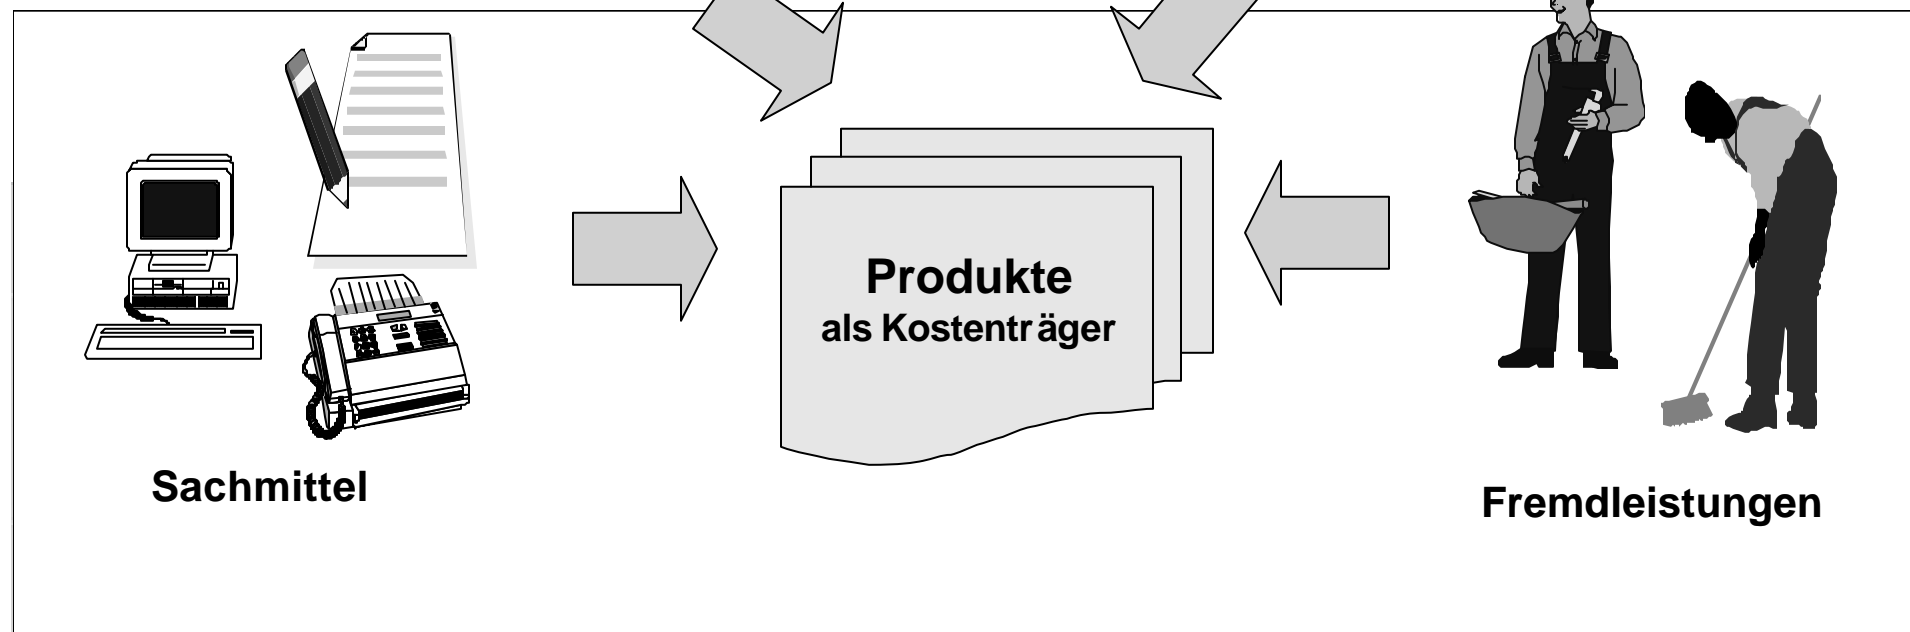 Produkte
als Kostenträger
Sachmittel
Fremdleistungen